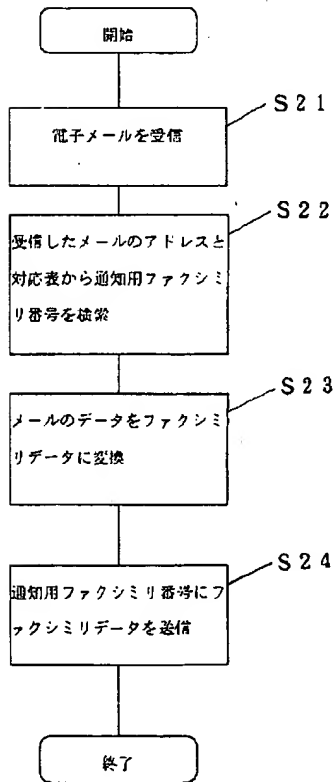 開始
S21
電子メールを受信
S22
受信したメールのアドレスと
対応表から通知用ファクシミ
リ番号を検索
S23
メールのデータをファクシミ
リデータに変換
S24
通知用ファクシミリ番号にフ
ァクシミリデータを送信
終了